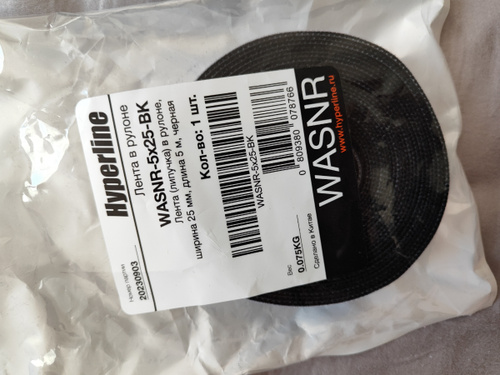 Hyperline
Лента в рулоне
WASNR-5x25-BK
Лента (липучка) в рулоне,
ширина 25 мм, длина 5 м, черная
Кол-во: 1 шт.
WASNR-5x25-BK
0 809380 078766
WASNR
www.hyperline.ru
Номер партии
20230903
Вес
0.075KG
Сделано в Китае